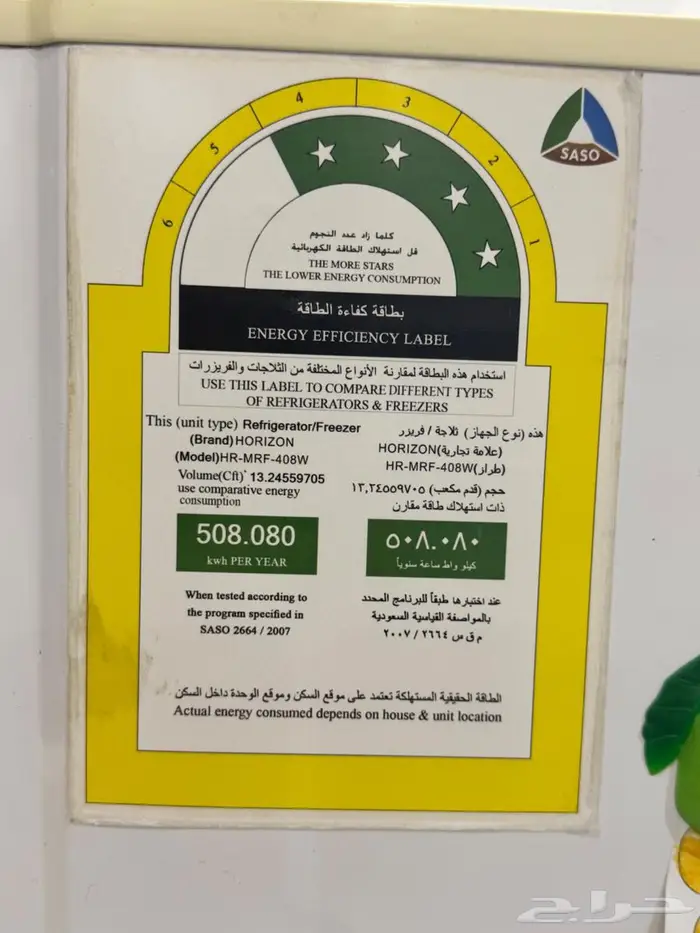 4
3
5
2
6
1
SASO
كلما زاد عدد النجوم
قل استهلاك الطاقة الكهربائية
THE MORE STARS
THE LOWER ENERGY CONSUMPTION
بطاقة كفاءة الطاقة
ENERGY EFFICIENCY LABEL
استخدام هذه البطاقة لمقارنة الأنواع المختلفة من الثلاجات والفريزرات
USE THIS LABEL TO COMPARE DIFFERENT TYPES
OF REFRIGERATORS & FREEZERS
This (unit type) Refrigerator/Freezer
(Brand) HORIZON
(Model)HR-MRF-408W
Volume(Cft)* 13.24559705
use comparative energy
consumption
508.080
kwh PER YEAR
When tested according to
the program specified in
SASO 2664 / 2007
هذه (نوع الجهاز) ثلاجة / فريزر
(علامة تجارية)HORIZON
(طراز)HR-MRF-408W
حجم (قدم مكعب) ١٣,٢٤٥٥٩٧٠٥
ذات استهلاك طاقة مقارن
٥٠٨.٠٨٠
كيلو واط ساعة سنوياً
عند اختبارها طبقاً للبرنامج المحدد
بالمواصفة القياسية السعودية
م ق س ٢٦٦٤ / ٢٠٠٧
الطاقة الحقيقية المستهلكة تعتمد على موقع السكن وموقع الوحدة داخل السكن
Actual energy consumed depends on house & unit location
حراج